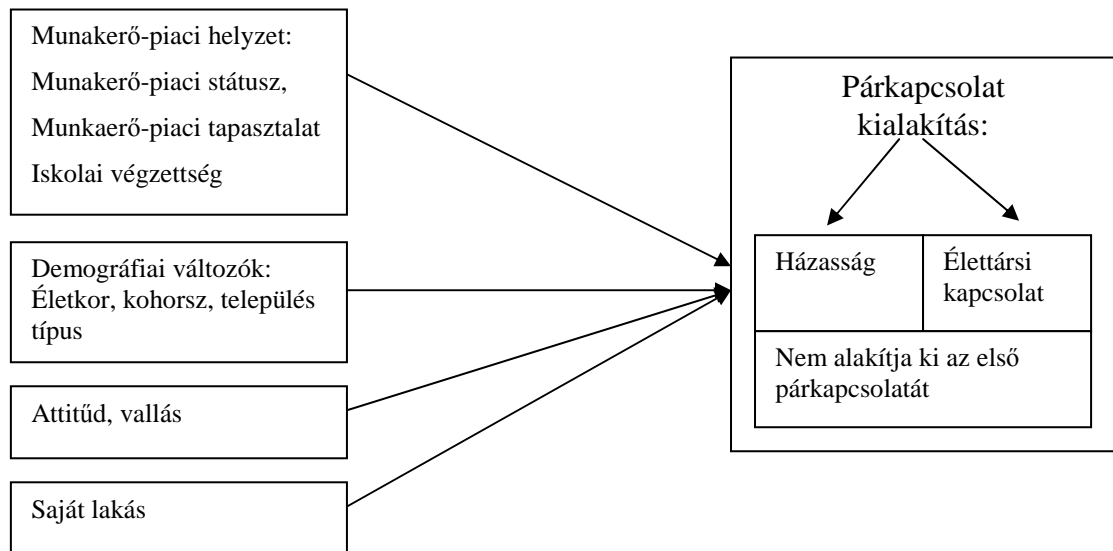 Munakerő-piaci helyzet:
Munakerő-piaci státusz,
Munkaerő-piaci tapasztalat
Iskolai végzettség
Demográfiai változók:
Életkor, kohorsz, település
típus
Attitűd, vallás
Saját lakás
Párkapcsolat
kialakítás:
Házasság
Élettársi
kapcsolat
Nem alakítja ki az első
párkapcsolatát